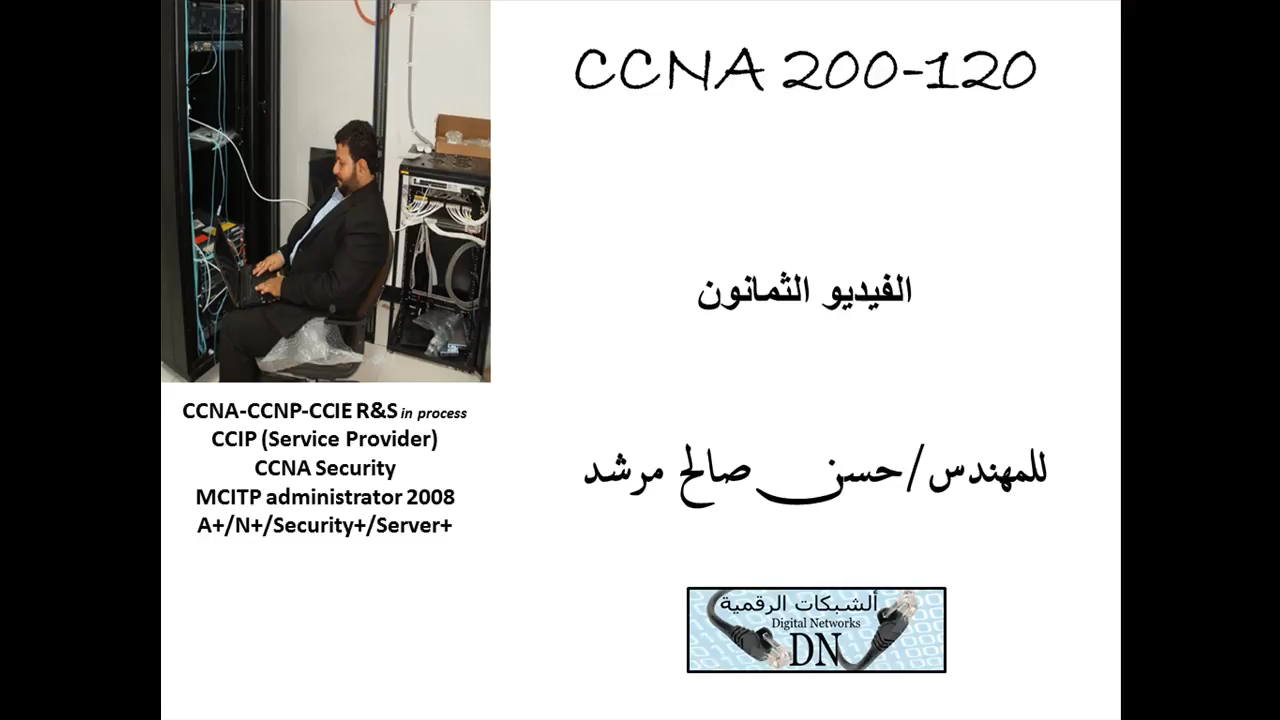 CCNA 200-120
الفيديو الثمانون
للمهندس/حسن صالح مرشد
CCNA-CCNP-CCIE R&S in process
CCIP (Service Provider)
CCNA Security
MCITP administrator 2008
A+/N+/Security+/Server+
ألشبكات الرقمية
Digital Networks
DN